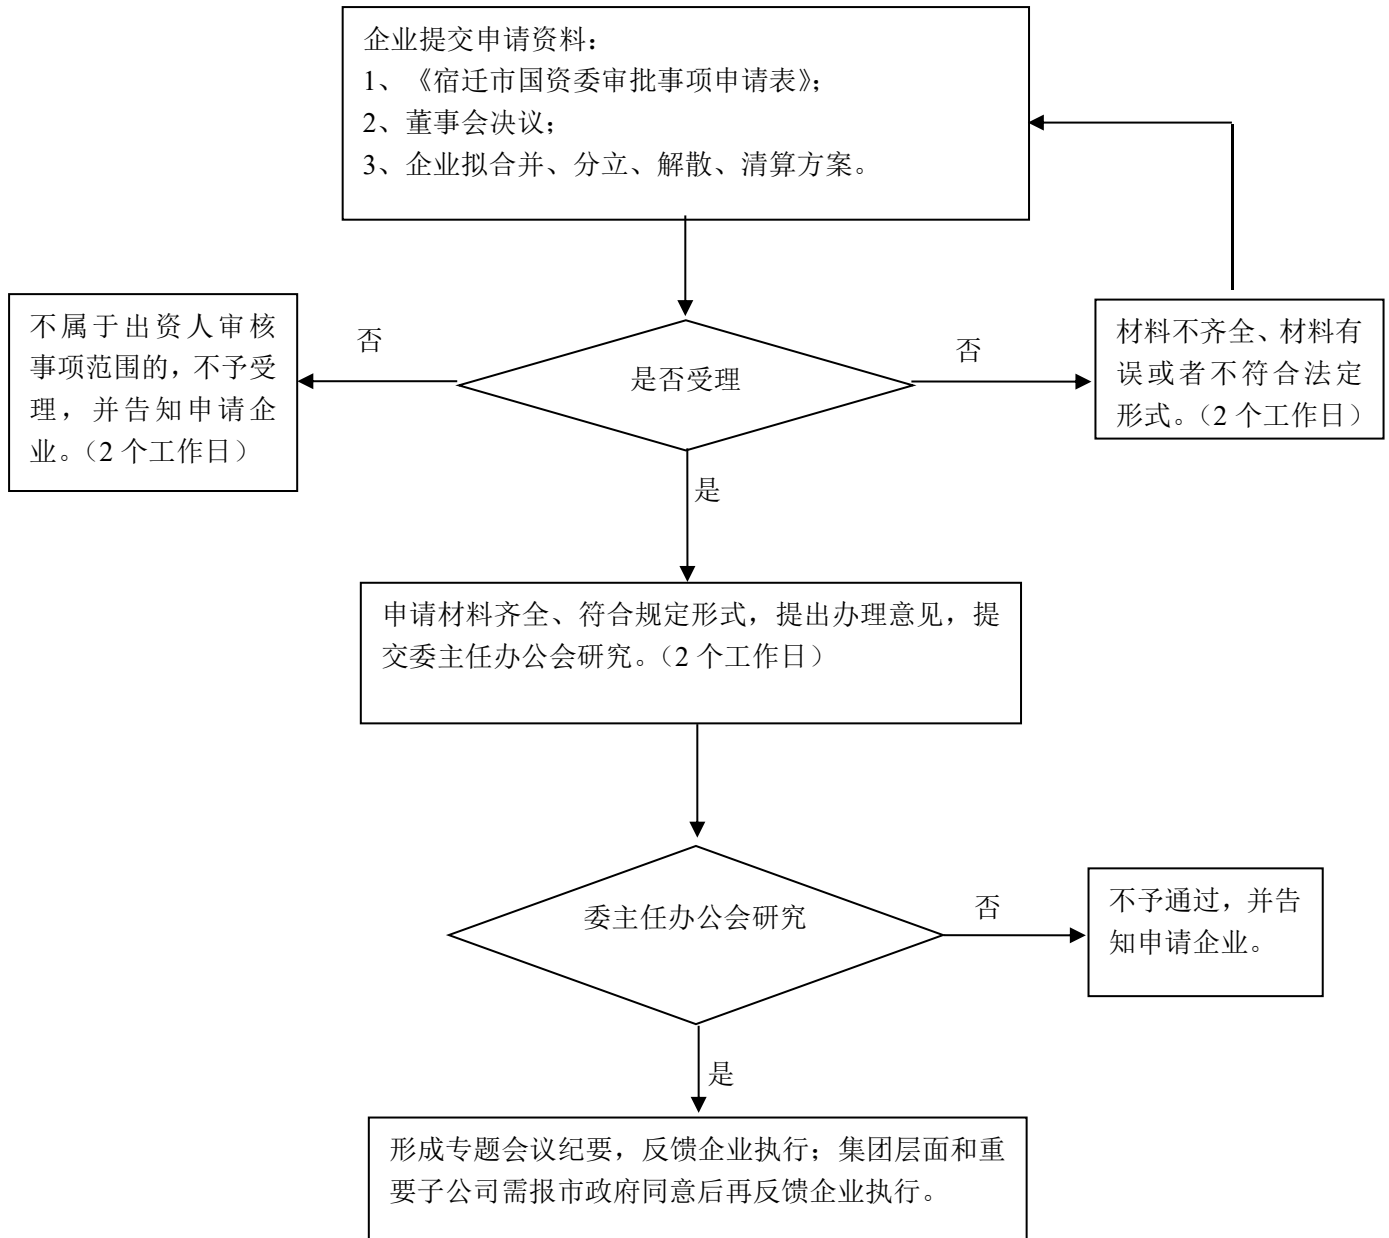 企业提交申请资料：
1、《宿迁市国资委审批事项申请表》；
2、董事会决议；
3、企业拟合并、分立、解散、清算方案。
不属于出资人审核
事项范围的，不予受
理，并告知申请企
业。（2 个工作日）
否
是否受理
否
材料不齐全、材料有
误或者不符合法定
形式。（2 个工作日）
是
申请材料齐全、符合规定形式，提出办理意见，提
交委主任办公会研究。（2 个工作日）
委主任办公会研究
否
不予通过，并告
知申请企业。
是
形成专题会议纪要，反馈企业执行；集团层面和重
要子公司需报市政府同意后再反馈企业执行。